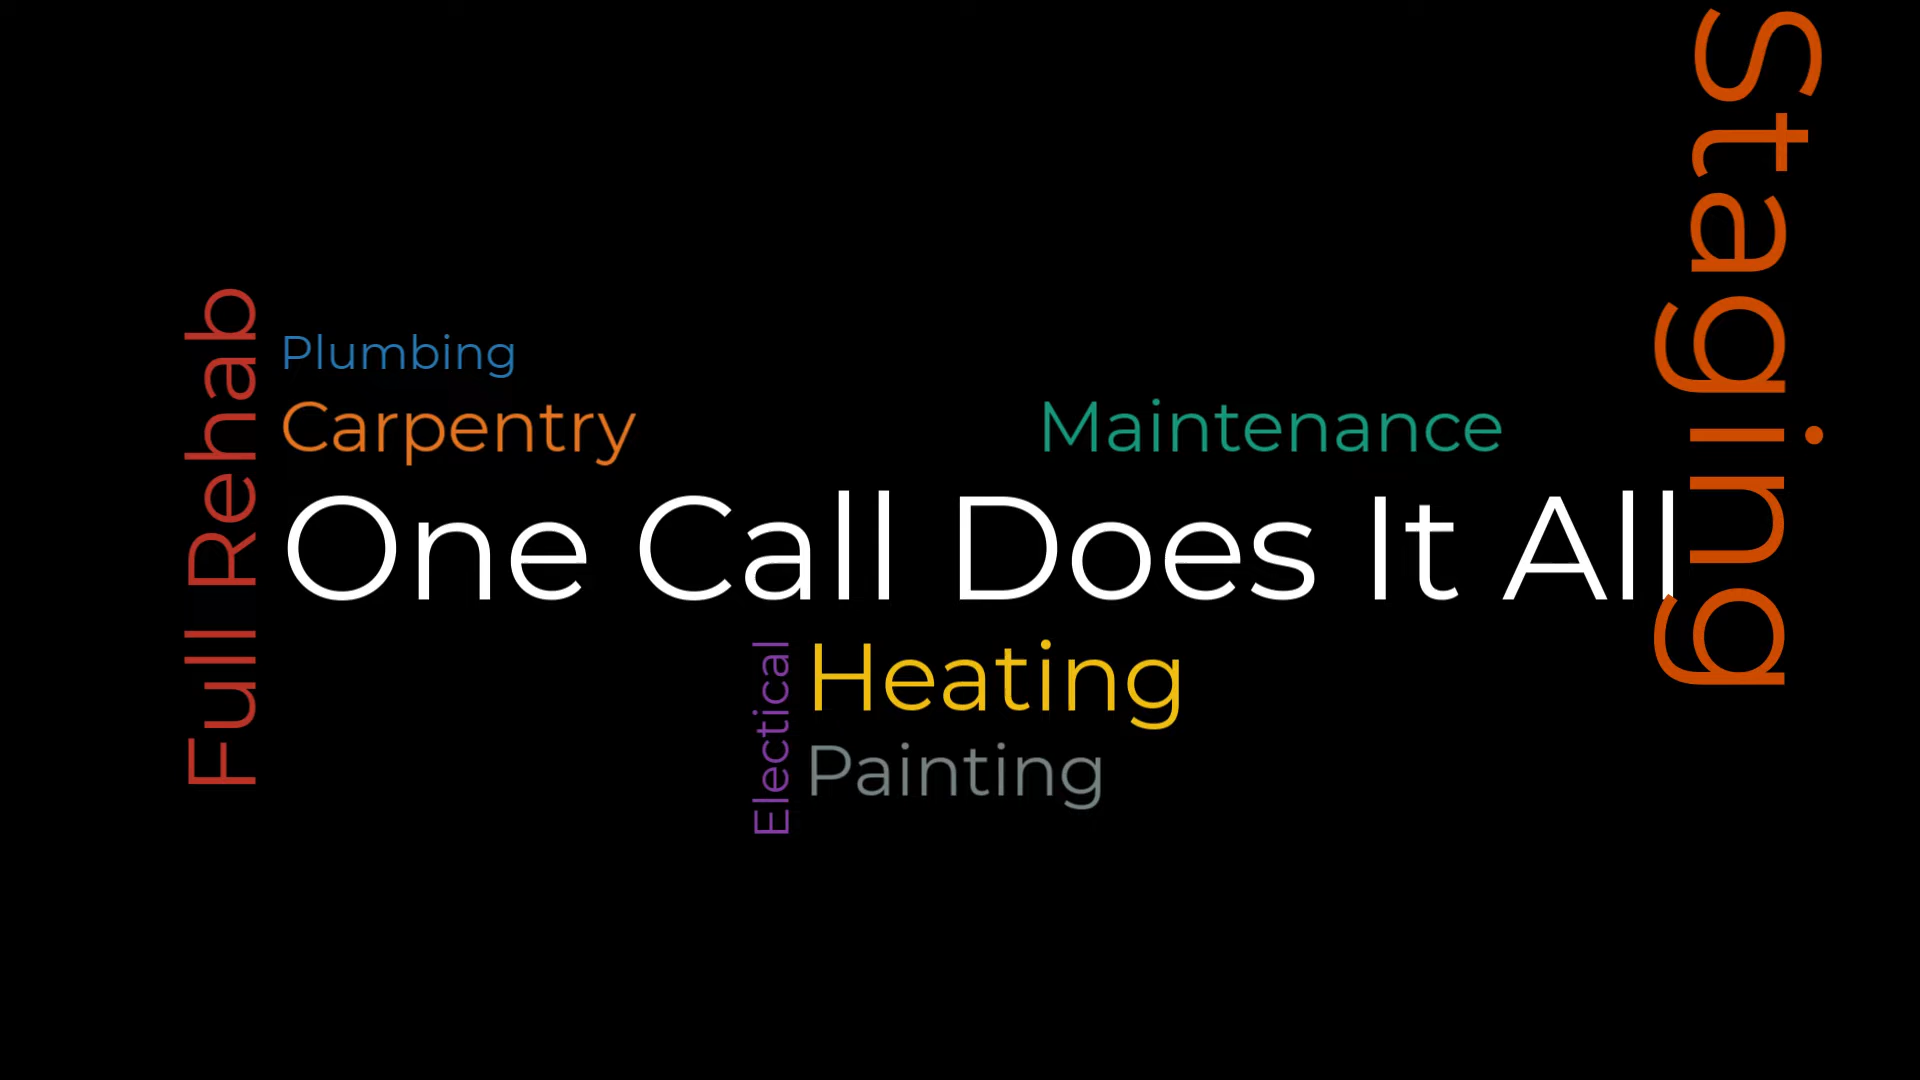 Staging
Full Rehab
Plumbing
Carpentry
Maintenance
One Call Does It All
Electical
Heating
Painting